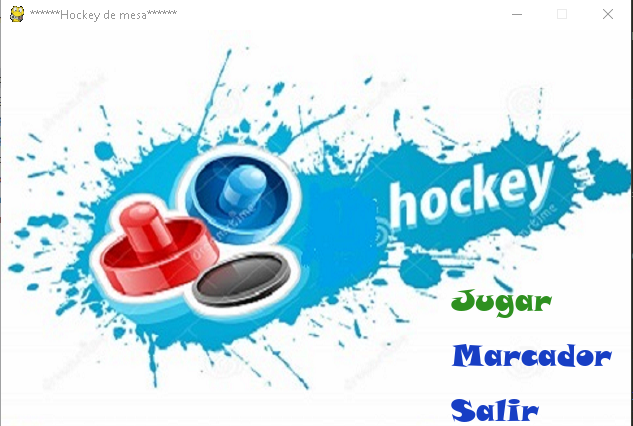 ******Hockey de mesa******
hockey
Jugar
Marcador
Salir